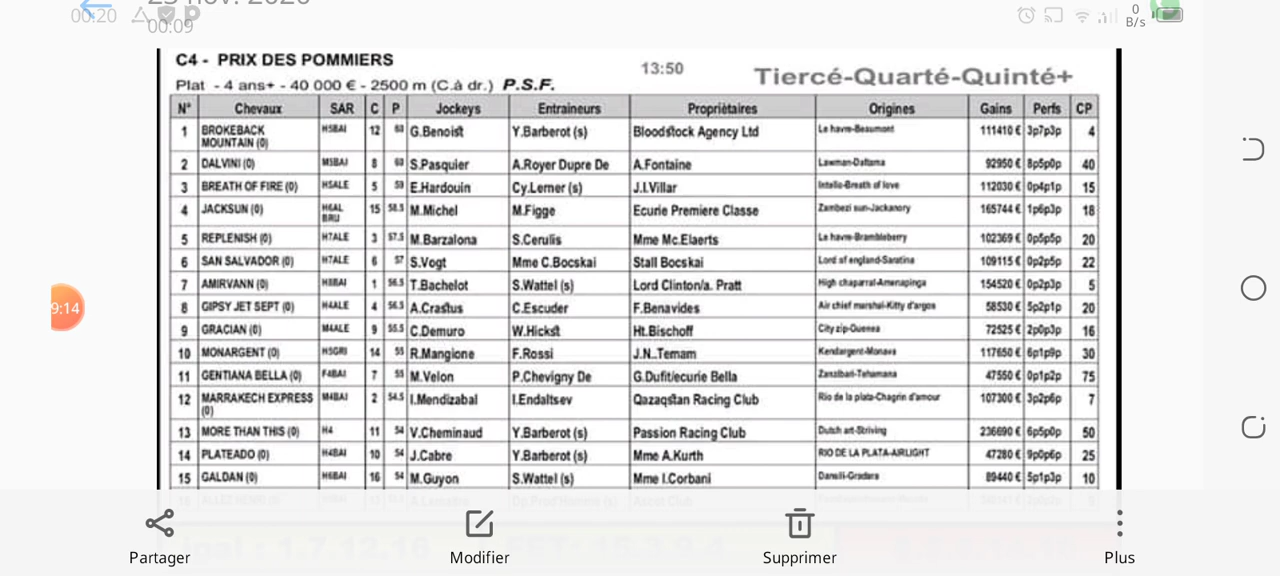 00:20
23 nov. 2020
00:09
0 B/s
C4 - PRIX DES POMMIERS
13:50
Tiercé-Quarté-Quinté+
Plat - 4 ans+ - 40 000 € - 2500 m (C.à dr.) P.S.F.
N° Chevaux SAR C P Jockeys Entraineurs Propriétaires Origines Gains Perfs CP
1 BROKEBACK MOUNTAIN (0) H5BAI 12 60 G.Benoist Y.Barberot (s) Bloodstock Agency Ltd Le havre-Beaumont 111410 € 3p7p3p 4
2 DALVINI (0) M5BAI 8 60 S.Pasquier A.Royer Dupre De A.Fontaine Lawman-Daltama 92950 € 8p5p0p 40
3 BREATH OF FIRE (0) H5ALE 5 59 E.Hardouin Cy.Lerner (s) J.I.Villar Intello-Breath of love 112030 € 0p4p1p 15
4 JACKSUN (0) H6AL BRU 15 58.5 M.Michel M.Figge Ecurie Premiere Classe Zambezi sun-Jackanory 165744 € 1p6p3p 18
5 REPLENISH (0) H7ALE 3 57.5 M.Barzalona S.Cerulis Mme Mc.Elaerts Le havre-Brambleberry 102369 € 0p5p5p 20
6 SAN SALVADOR (0) H7ALE 6 57 S.Vogt Mme C.Bocskai Stall Bocskai Lord of england-Saratina 109115 € 0p2p5p 22
7 AMIRVANN (0) H8BAI 1 56.5 T.Bachelot S.Wattel (s) Lord Clinton/a. Pratt High chaparral-Amenapinga 154520 € 0p2p3p 5
8 GIPSY JET SEPT (0) H4ALE 4 56.5 A.Crastus C.Escuder F.Benavides Air chief marshal-Kitty d'argos 58530 € 5p2p1p 20
9 GRACIAN (0) M4ALE 9 55.5 C.Demuro W.Hickst Ht.Bischoff City zip-Ouenea 72525 € 2p0p3p 16
10 MONARGENT (0) H5GRI 14 55 R.Mangione F.Rossi J.N..Temam Kendargent-Monava 117650 € 6p1p9p 30
11 GENTIANA BELLA (0) F4BAI 7 55 M.Velon P.Chevigny De G.Dufit/ecurie Bella Zanzibari-Tehamana 47550 € 0p1p2p 75
12 MARRAKECH EXPRESS (0) M4BAI 2 54.5 I.Mendizabal I.Endaltsev Qazaqstan Racing Club Rio de la plata-Chagrin d'amour 107300 € 3p2p6p 7
13 MORE THAN THIS (0) H4 11 54 V.Cheminaud Y.Barberot (s) Passion Racing Club Dutch art-Striving 236690 € 6p5p0p 50
14 PLATEADO (0) H4BAI 10 54 J.Cabre Y.Barberot (s) Mme A.Kurth RIO DE LA PLATA-AIRLIGHT 47280 € 9p0p6p 25
15 GALDAN (0) H6BAI 16 54 M.Guyon S.Wattel (s) Mme I.Corbani Dansili-Gradara 89440 € 5p1p3p 10
9:14
Partager Modifier Supprimer Plus